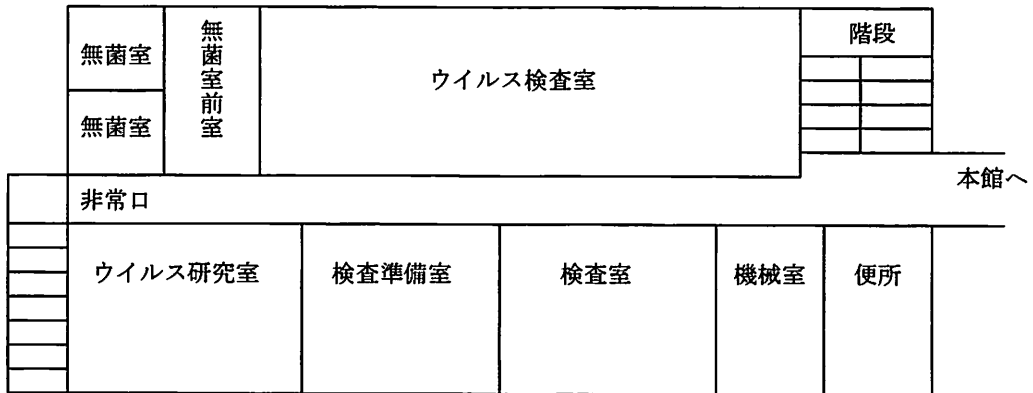 無菌室
無菌室前室
ウイルス検査室
階段
無菌室
本館へ
非常口
ウイルス研究室
検査準備室
検査室
機械室
便所